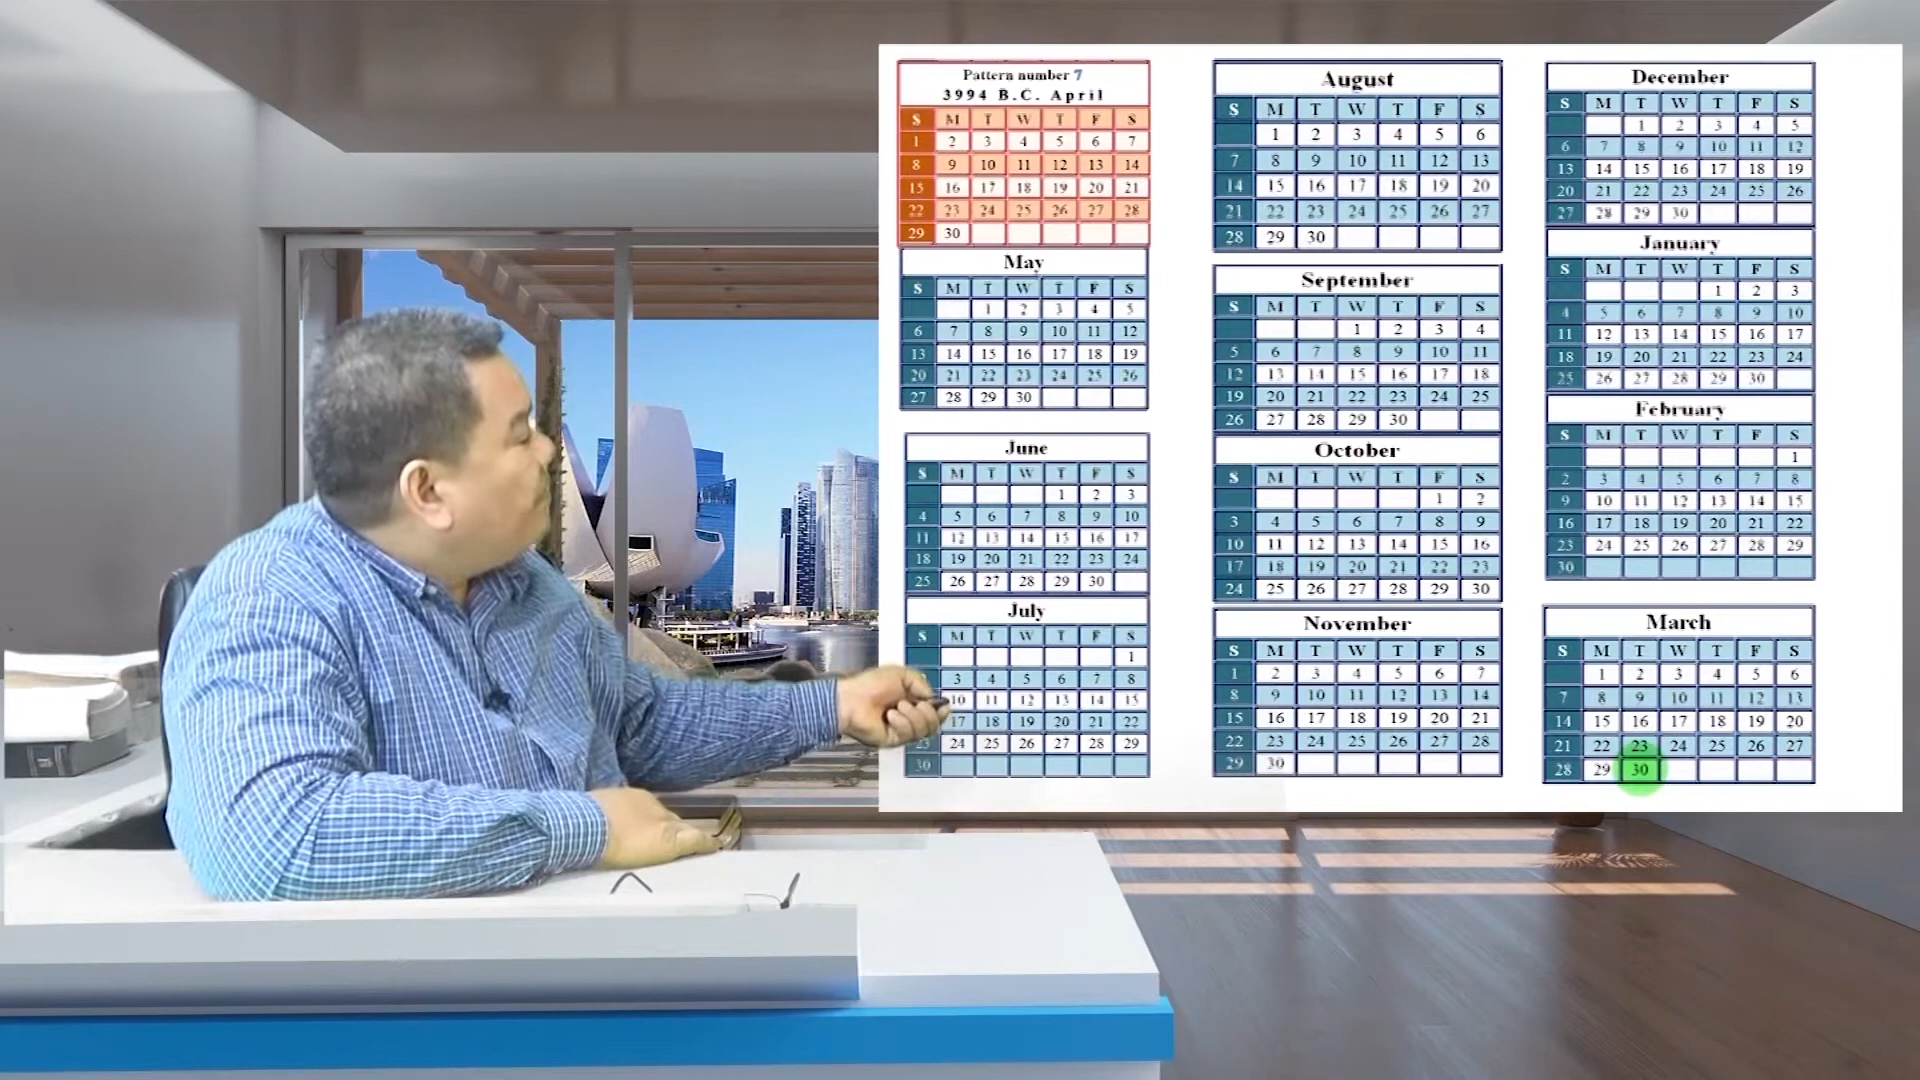 Pattern number 7
3994 B.C. April
S M T W T F S
1 2 3 4 5 6 7
8 9 10 11 12 13 14
15 16 17 18 19 20 21
22 23 24 25 26 27 28
29 30
May
S M T W T F S
1 2 3 4 5
6 7 8 9 10 11 12
13 14 15 16 17 18 19
20 21 22 23 24 25 26
27 28 29 30
June
S M T W T F S
1 2 3
4 5 6 7 8 9 10
11 12 13 14 15 16 17
18 19 20 21 22 23 24
25 26 27 28 29 30
July
S M T W T F S
1
3 4 5 6 7 8
10 11 12 13 14 15
17 18 19 20 21 22
23 24 25 26 27 28 29
30
August
S M T W T F S
1 2 3 4 5 6
7 8 9 10 11 12 13
14 15 16 17 18 19 20
21 22 23 24 25 26 27
28 29 30
September
S M T W T F S
1 2 3 4
5 6 7 8 9 10 11
12 13 14 15 16 17 18
19 20 21 22 23 24 25
26 27 28 29 30
October
S M T W T F S
1 2
3 4 5 6 7 8 9
10 11 12 13 14 15 16
17 18 19 20 21 22 23
24 25 26 27 28 29 30
November
S M T W T F S
1 2 3 4 5 6 7
8 9 10 11 12 13 14
15 16 17 18 19 20 21
22 23 24 25 26 27 28
29 30
December
S M T W T F S
1 2 3 4 5
6 7 8 9 10 11 12
13 14 15 16 17 18 19
20 21 22 23 24 25 26
27 28 29 30
January
S M T W T F S
1 2 3
4 5 6 7 8 9 10
11 12 13 14 15 16 17
18 19 20 21 22 23 24
25 26 27 28 29 30
February
S M T W T F S
1
2 3 4 5 6 7 8
9 10 11 12 13 14 15
16 17 18 19 20 21 22
23 24 25 26 27 28 29
30
March
S M T W T F S
1 2 3 4 5 6
7 8 9 10 11 12 13
14 15 16 17 18 19 20
21 22 23 24 25 26 27
28 29 30